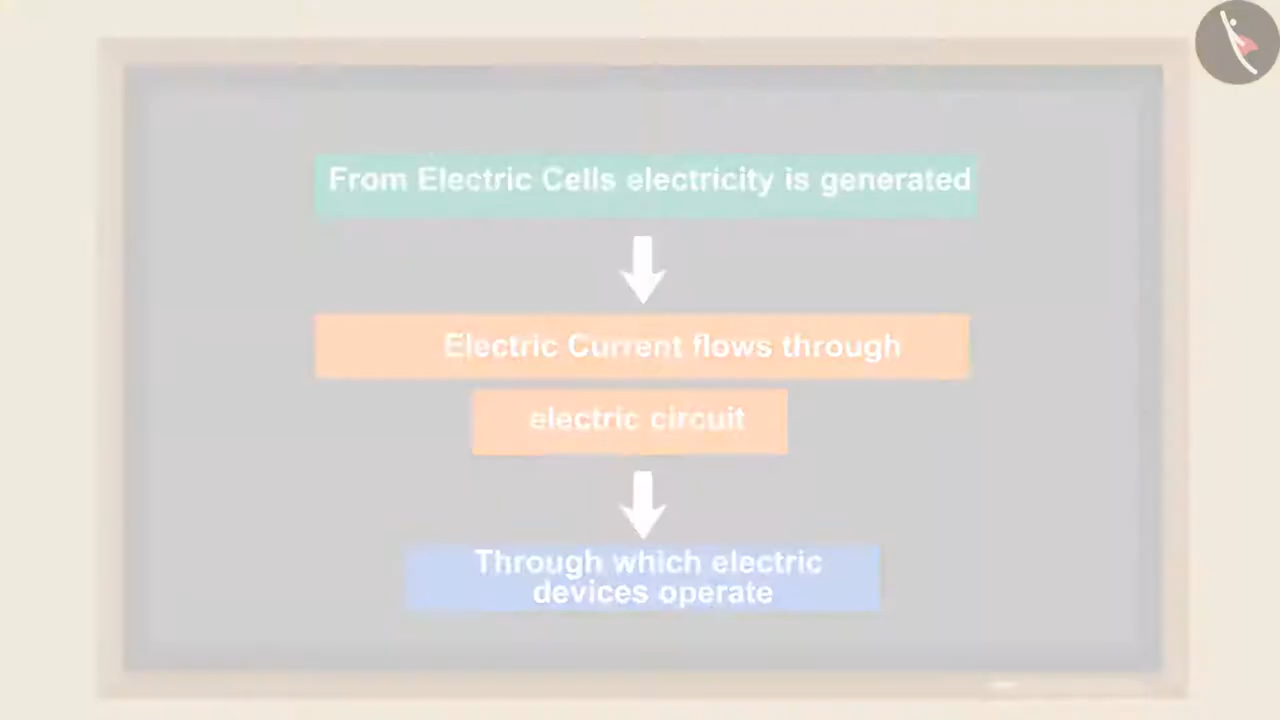 From Electric Cells electricity is generated
Electric Current flows through
electric circuit
Through which electric
devices operate